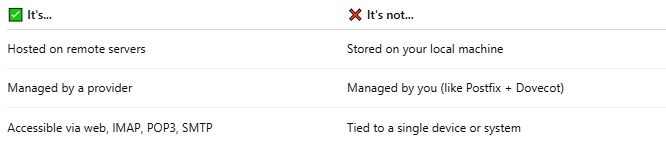 ✅ It's...
❌ It's not...
Hosted on remote servers
Stored on your local machine
Managed by a provider
Managed by you (like Postfix + Dovecot)
Accessible via web, IMAP, POP3, SMTP
Tied to a single device or system